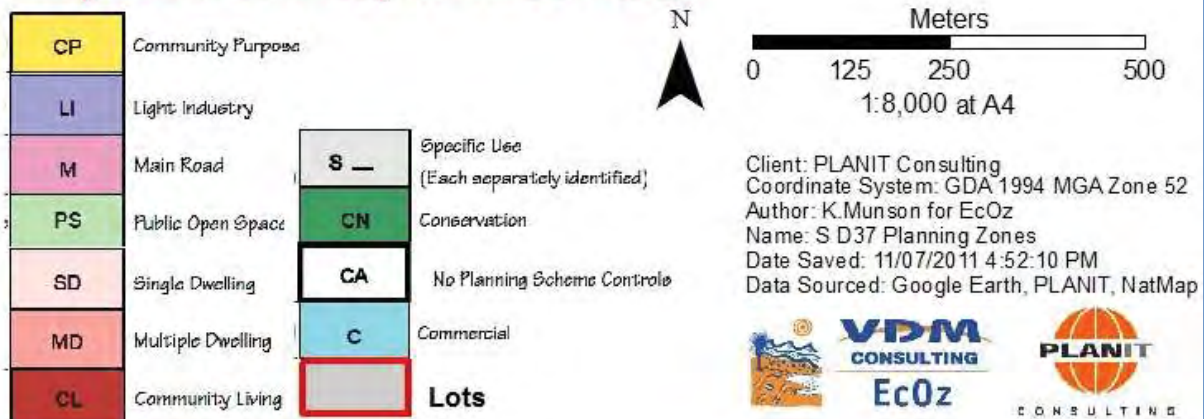 CP Community Purpose
LI Light Industry
M Main Road
PS Public Open Space
SD Single Dwelling
MD Multiple Dwelling
CL Community Living
S __ Specific Use
(Each separately identified)
CN Conservation
CA No Planning Scheme Controls
C Commercial
Lots
N
Meters
0 125 250 500
1:8,000 at A4
Client: PLANIT Consulting
Coordinate System: GDA 1994 MGA Zone 52
Author: K.Munson for EcOz
Name: S D37 Planning Zones
Date Saved: 11/07/2011 4:52:10 PM
Data Sourced: Google Earth, PLANIT, NatMap
VDM
CONSULTING
EcOz
PLANIT
CONSULTING